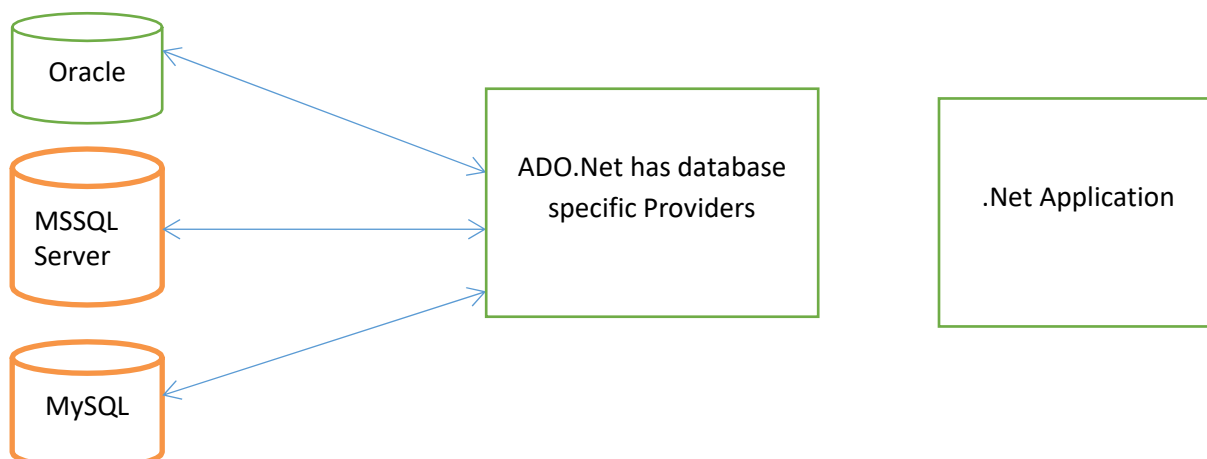 Oracle
MSSQL
Server
MySQL
ADO.Net has database
specific Providers
.Net Application